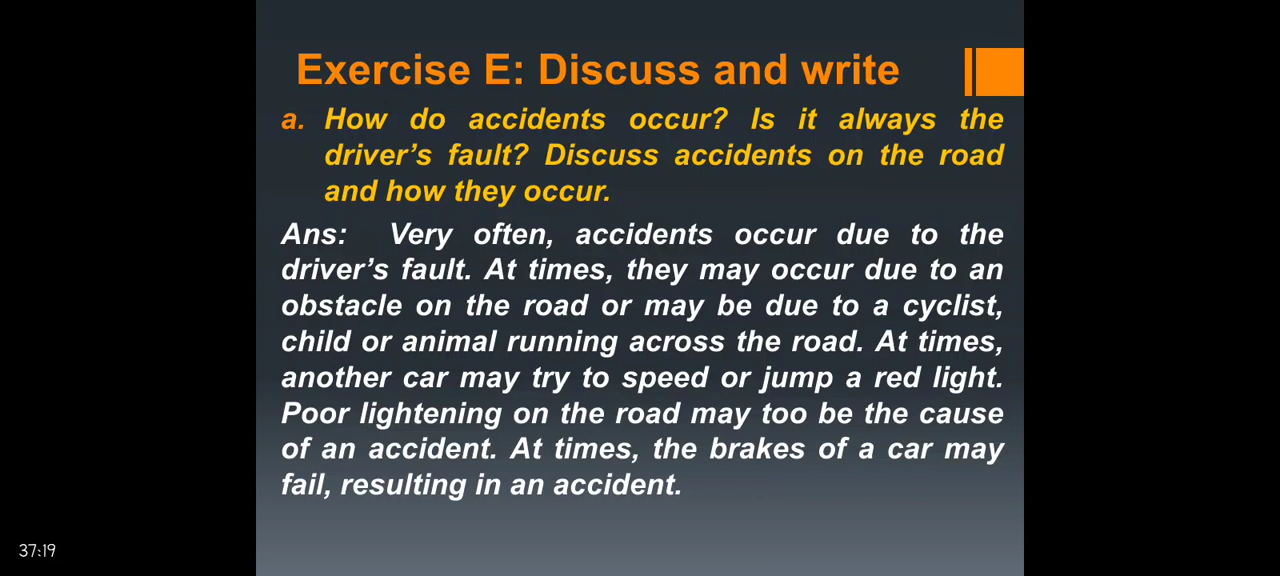 Exercise E: Discuss and write
a. How do accidents occur? Is it always the
driver's fault? Discuss accidents on the road
and how they occur.
Ans: Very often, accidents occur due to the
driver's fault. At times, they may occur due to an
obstacle on the road or may be due to a cyclist,
child or animal running across the road. At times,
another car may try to speed or jump a red light.
Poor lightening on the road may too be the cause
of an accident. At times, the brakes of a car may
fail, resulting in an accident.
37:19